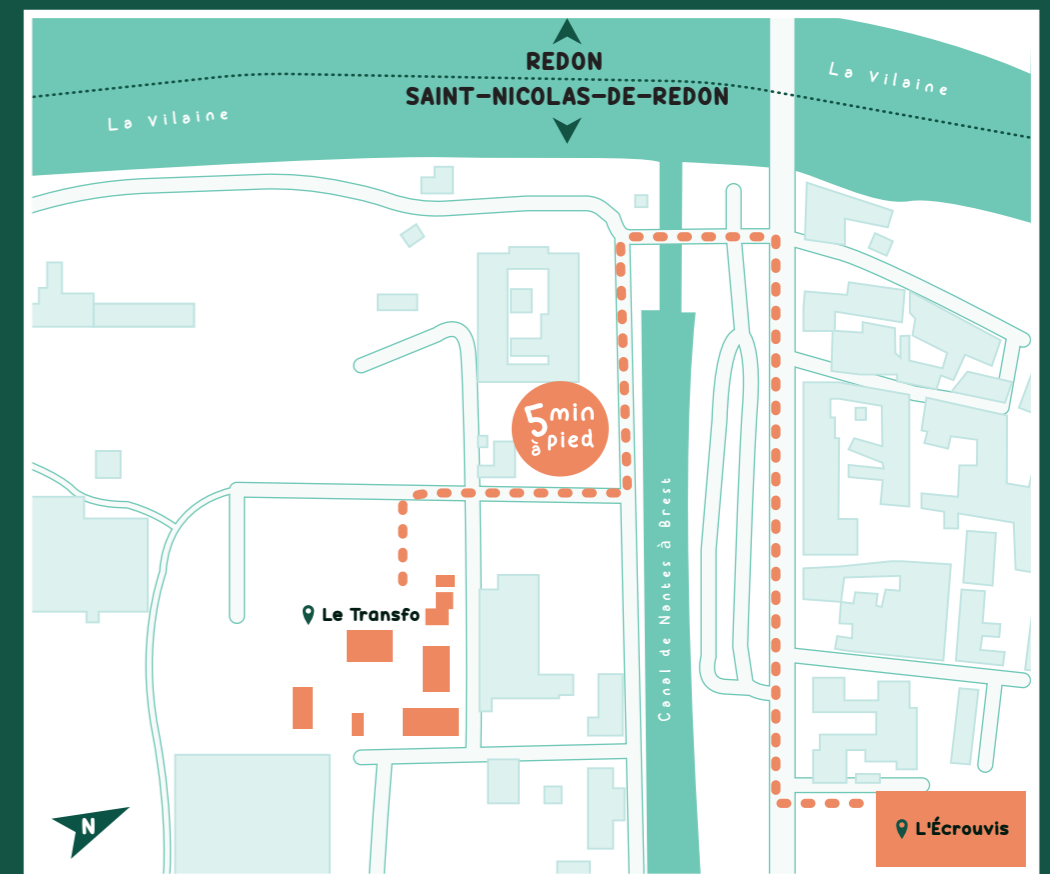 REDON
SAINT-NICOLAS-DE-REDON
La Vilaine
La Vilaine
5 min
à pied
Canal de Nantes à Brest
Le Transfo
N
L'Écrouvis